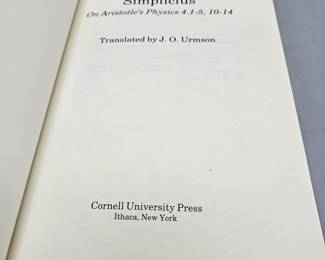 Simplicius
On Aristotle's Physics 4.1-5, 10-14
Translated by J. O. Urmson
Cornell University Press
Ithaca, New York